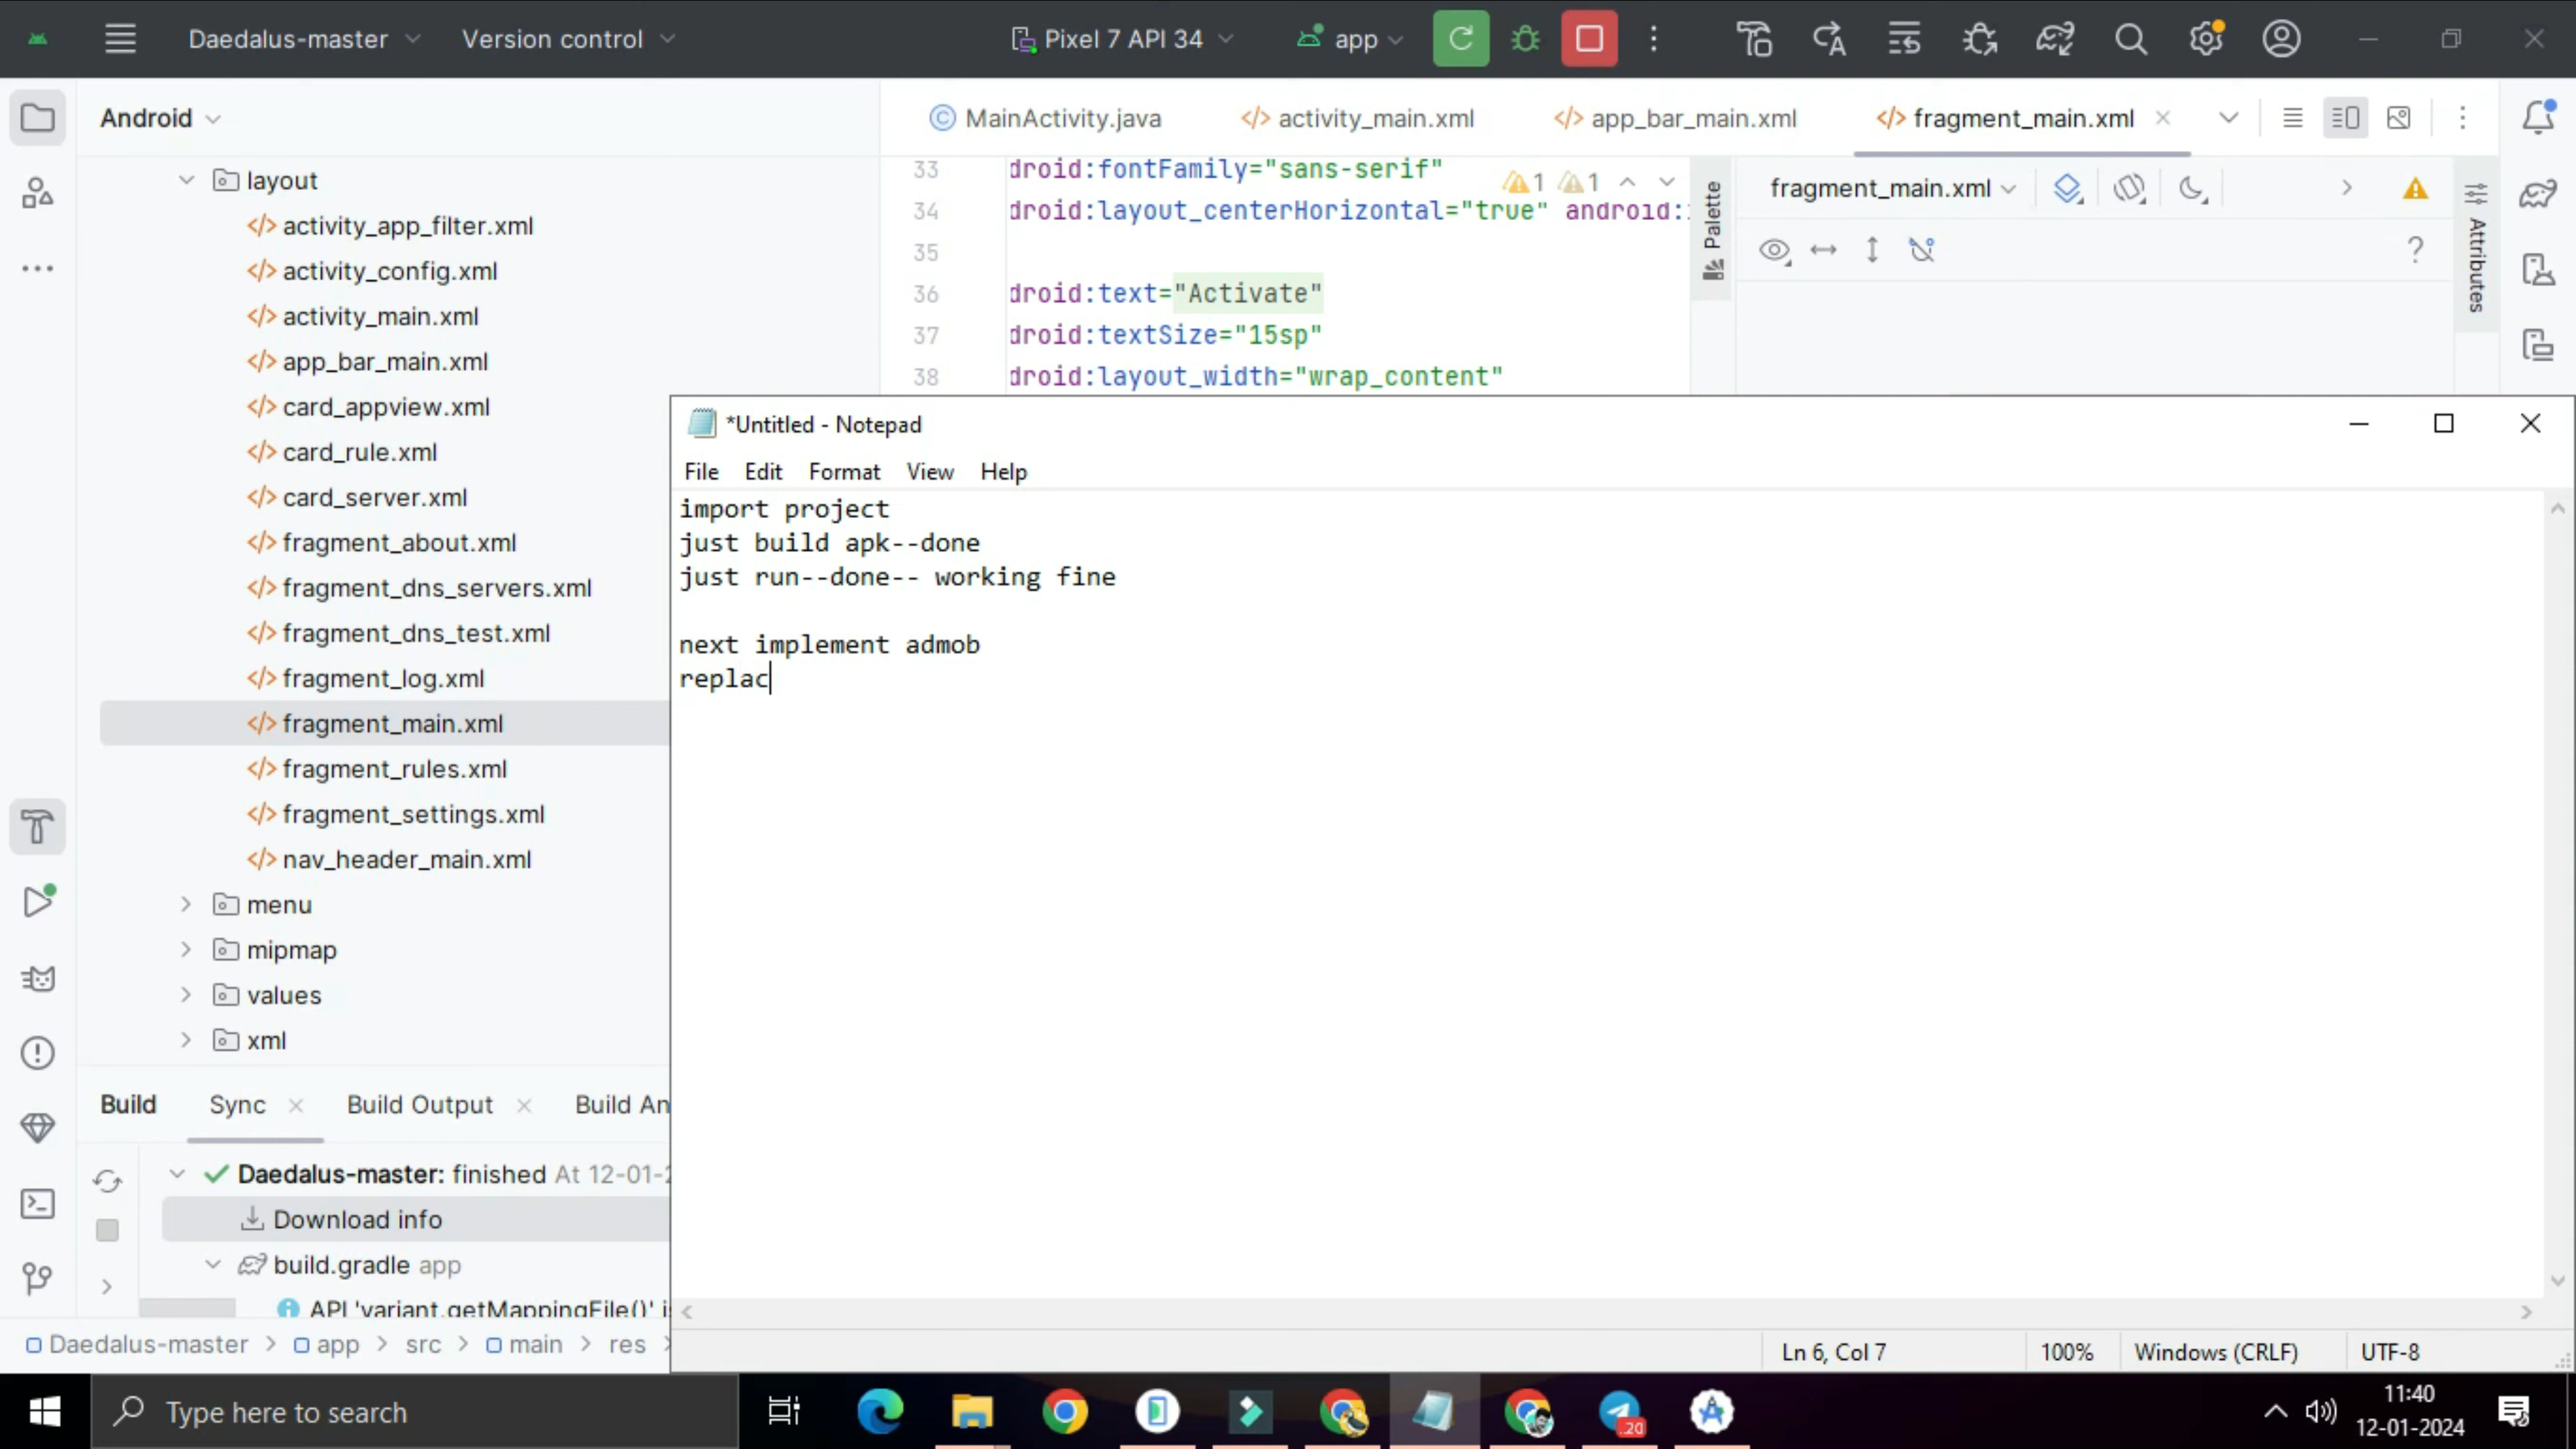 Daedalus-master
Version control
Pixel 7 API 34
app
Android
MainActivity.java
activity_main.xml
app_bar_main.xml
fragment_main.xml
layout
activity_app_filter.xml
activity_config.xml
activity_main.xml
app_bar_main.xml
card_appview.xml
card_rule.xml
card_server.xml
fragment_about.xml
fragment_dns_servers.xml
fragment_dns_test.xml
fragment_log.xml
fragment_main.xml
fragment_rules.xml
fragment_settings.xml
nav_header_main.xml
menu
mipmap
values
xml
33 droid:fontFamily="sans-serif"
34 droid:layout_centerHorizontal="true" android:
35
36 droid:text="Activate"
37 droid:textSize="15sp"
38 droid:layout_width="wrap_content"
1 1
Palette
fragment_main.xml
Attributes
*Untitled - Notepad
File Edit Format View Help
import project
just build apk--done
just run--done-- working fine
next implement admob
replac
Ln 6, Col 7
100%
Windows (CRLF)
UTF-8
Build
Sync
Build Output
Build An
Daedalus-master: finished At 12-01-2
Download info
build.gradle app
API 'variant.getMappingFile()' i
Daedalus-master > app > src > main > res >
Type here to search
.20
11:40
12-01-2024